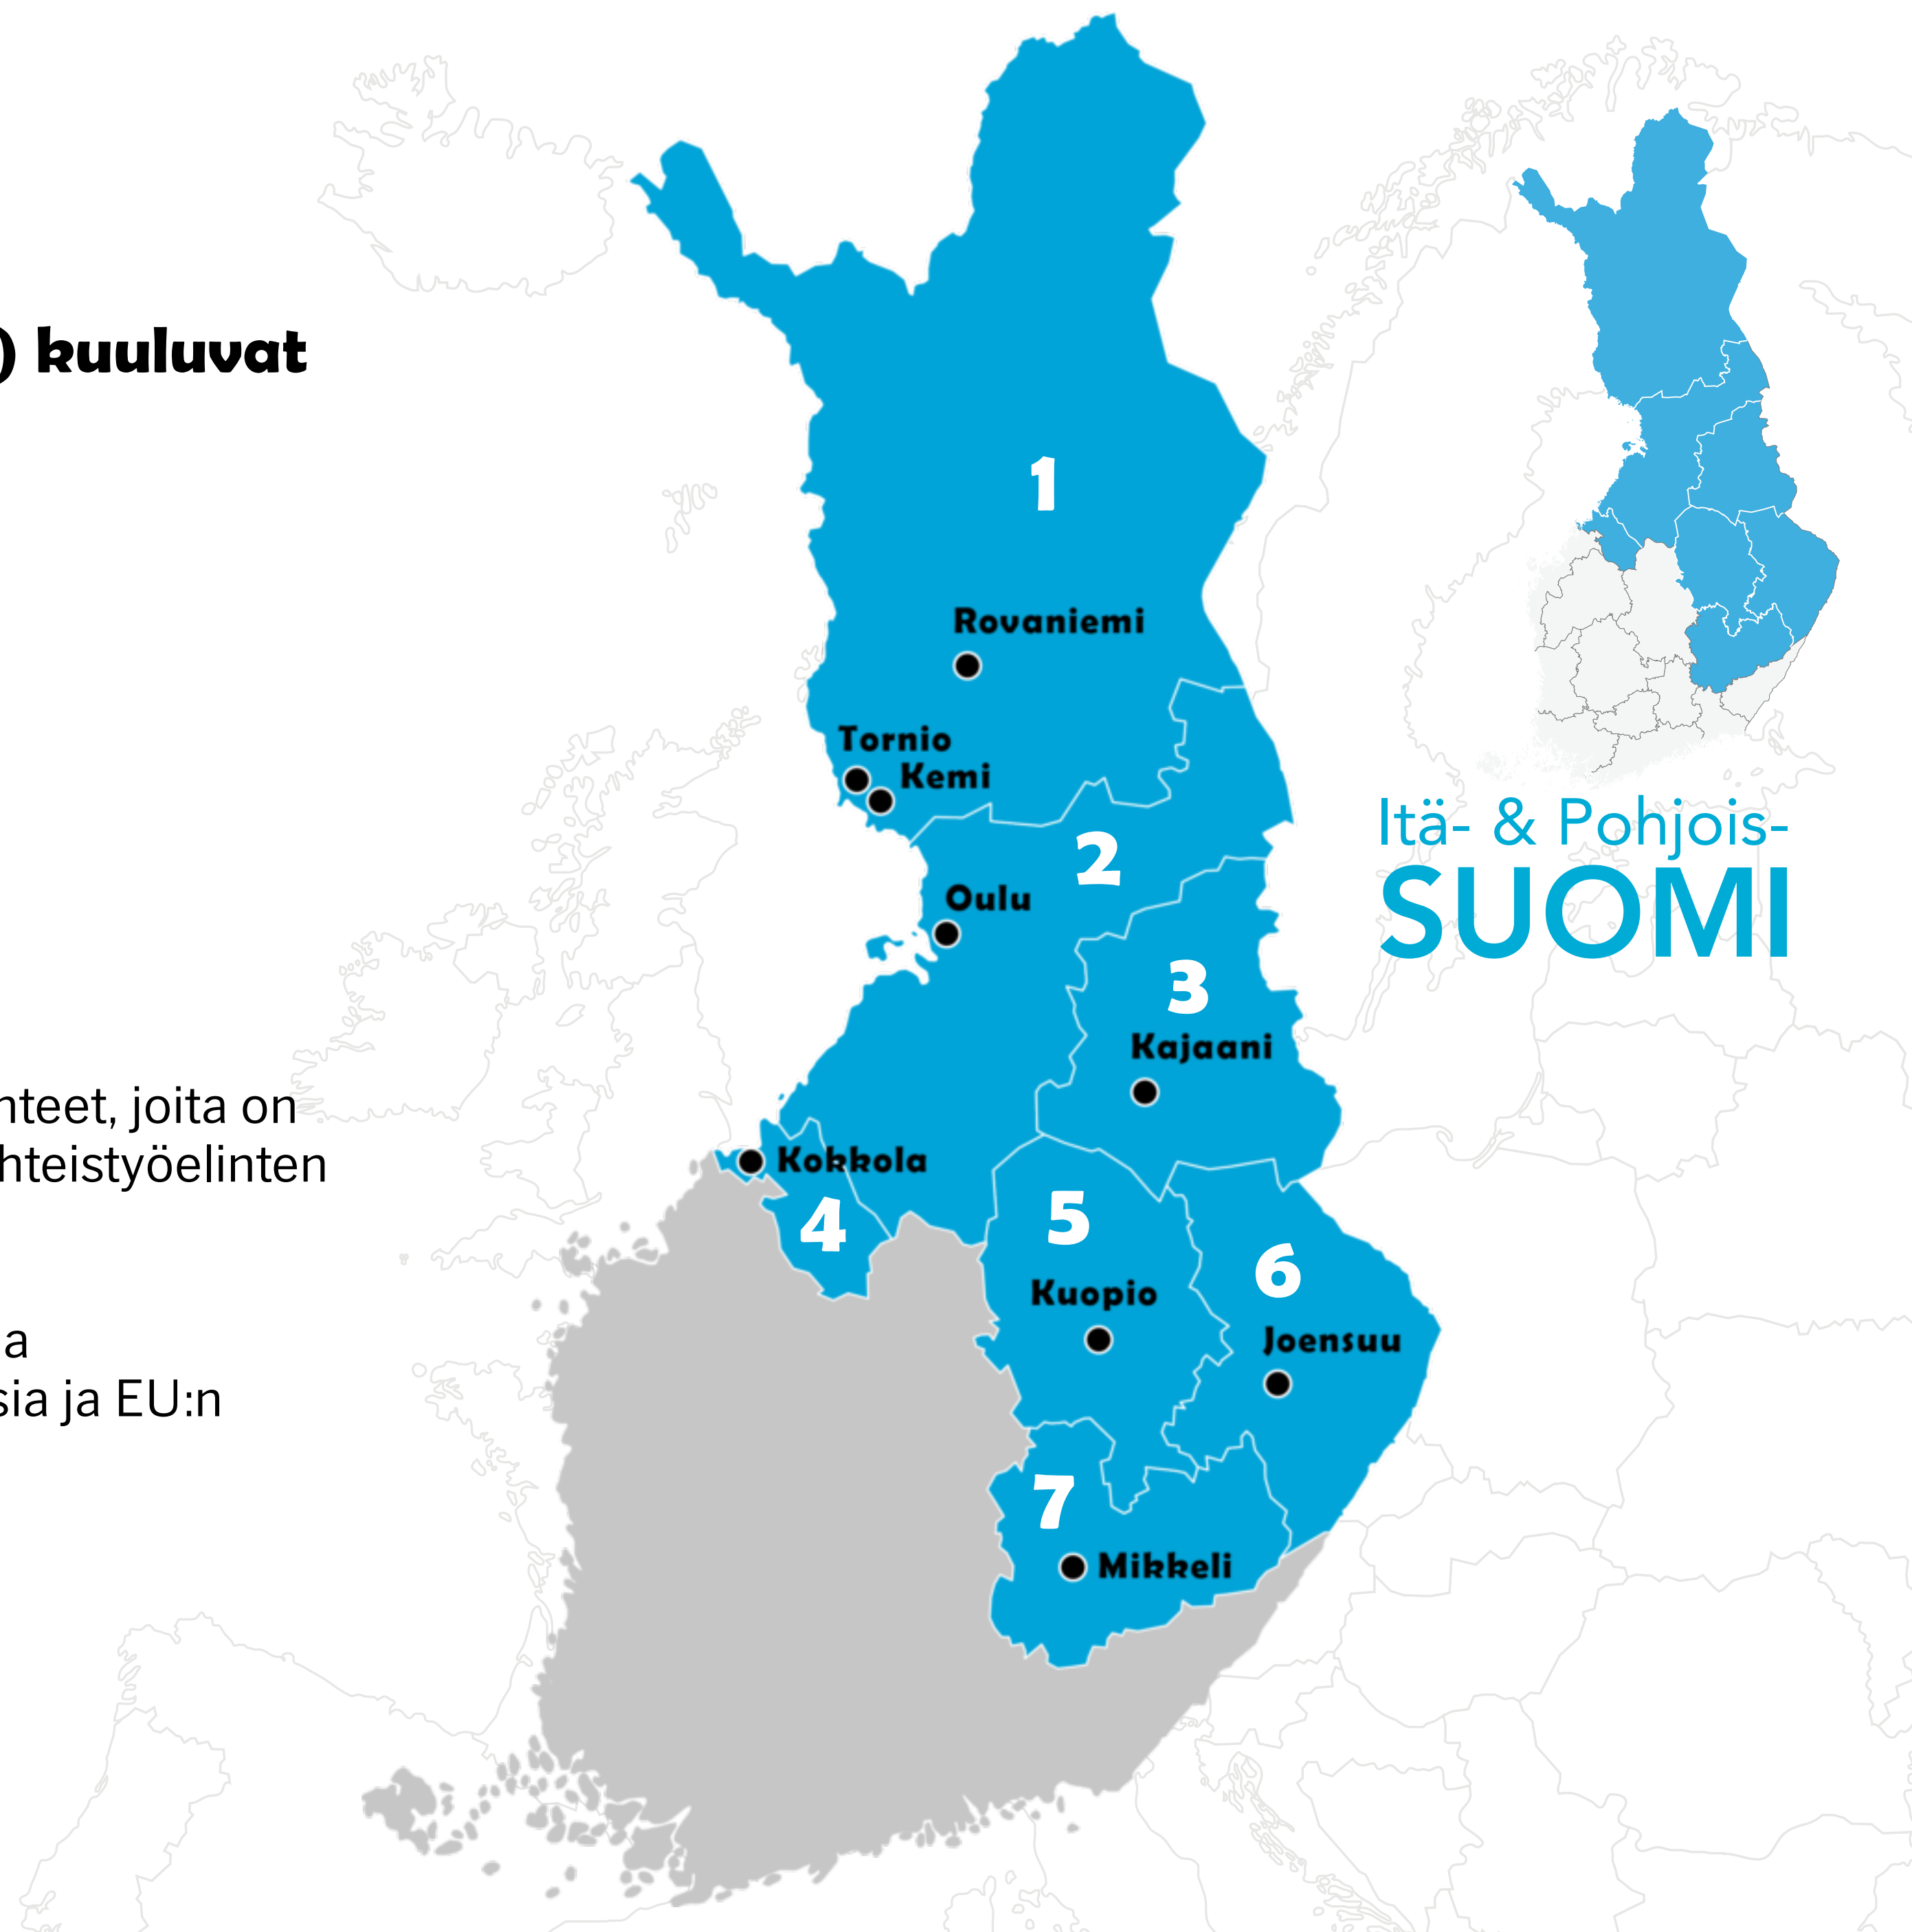 ) kuuluvat
1
Rovaniemi
Tornio
Kemi
2
Oulu
Itä- & Pohjois-
SUOMI
3
Kajaani
nteet, joita on
hteistyöelinten
Kokkola
4
5
6
Kuopio
Joensuu
a
sia ja EU:n
7
Mikkeli